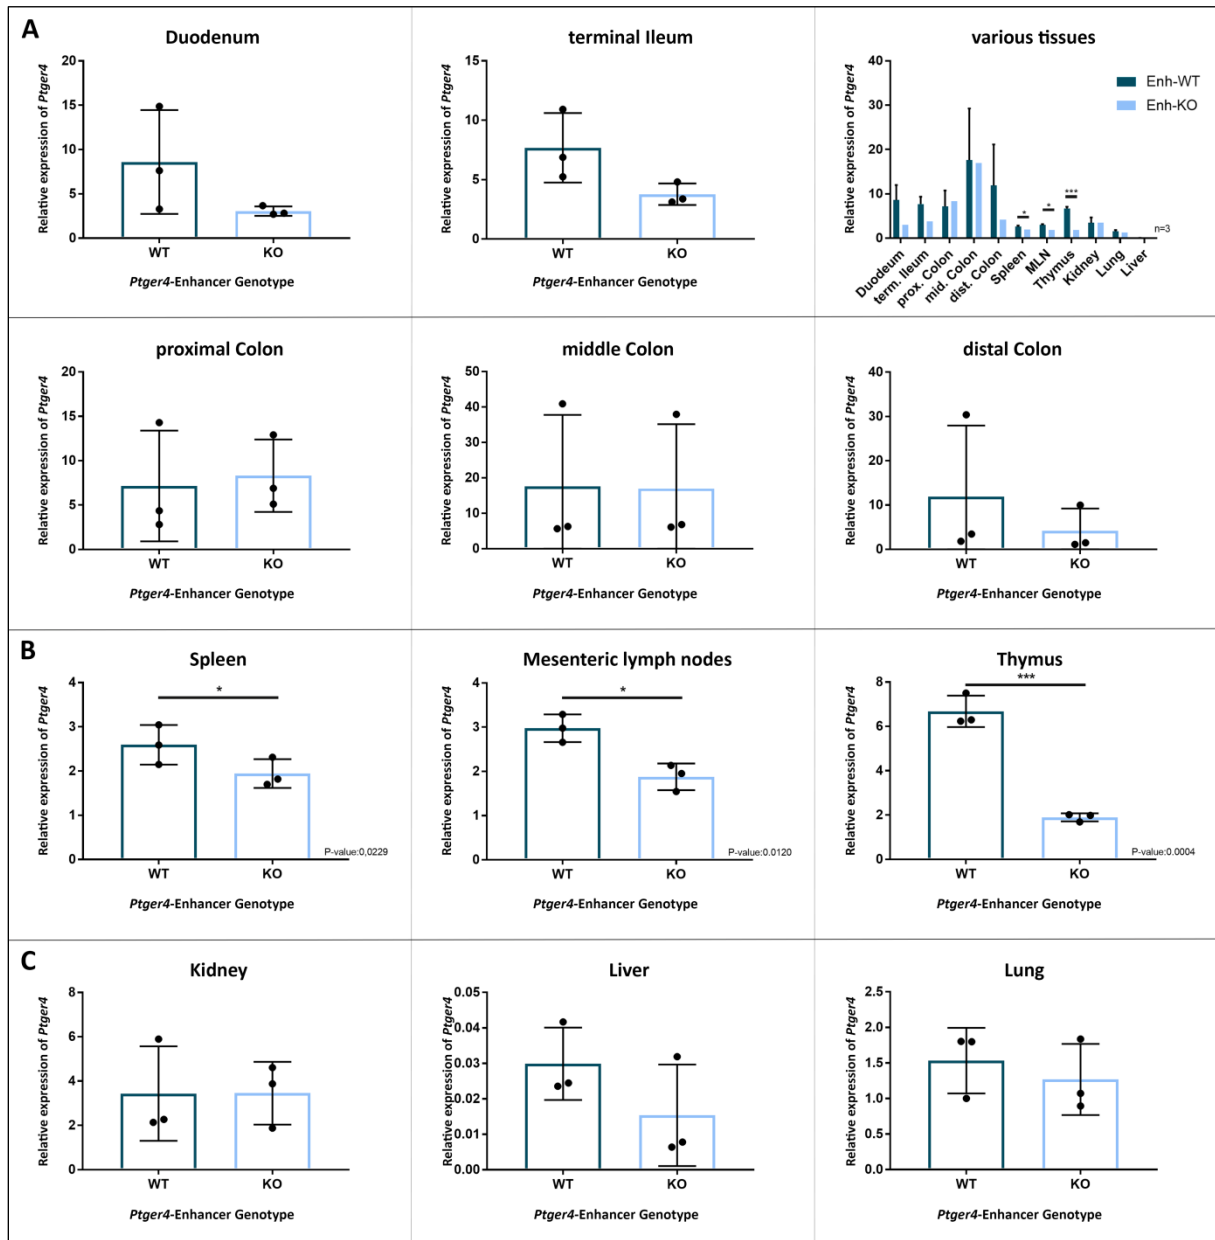 A
Duodenum
Relative expression of Ptger4
20
15
10
5
0
WT KO
Ptger4-Enhancer Genotype
terminal Ileum
Relative expression of Ptger4
15
10
5
0
WT KO
Ptger4-Enhancer Genotype
various tissues
Relative expression of Ptger4
40
30
20
10
0
Enh-WT
Enh-KO
* * ***
n=3
Duodeum
term. Ileum
prox. Colon
mid. Colon
dist. Colon
Spleen
MLN
Thymus
Kidney
Lung
Liver
proximal Colon
Relative expression of Ptger4
20
15
10
5
0
WT KO
Ptger4-Enhancer Genotype
middle Colon
Relative expression of Ptger4
50
40
30
20
10
0
WT KO
Ptger4-Enhancer Genotype
distal Colon
Relative expression of Ptger4
40
30
20
10
0
WT KO
Ptger4-Enhancer Genotype
B
Spleen
Relative expression of Ptger4
4
3
2
1
0
*
P-value:0,0229
WT KO
Ptger4-Enhancer Genotype
Mesenteric lymph nodes
Relative expression of Ptger4
4
3
2
1
0
*
P-value:0.0120
WT KO
Ptger4-Enhancer Genotype
Thymus
Relative expression of Ptger4
8
6
4
2
0
***
P-value:0.0004
WT KO
Ptger4-Enhancer Genotype
C
Kidney
Relative expression of Ptger4
8
6
4
2
0
WT KO
Ptger4-Enhancer Genotype
Liver
Relative expression of Ptger4
0.05
0.04
0.03
0.02
0.01
0.00
WT KO
Ptger4-Enhancer Genotype
Lung
Relative expression of Ptger4
2.5
2.0
1.5
1.0
0.5
0.0
WT KO
Ptger4-Enhancer Genotype